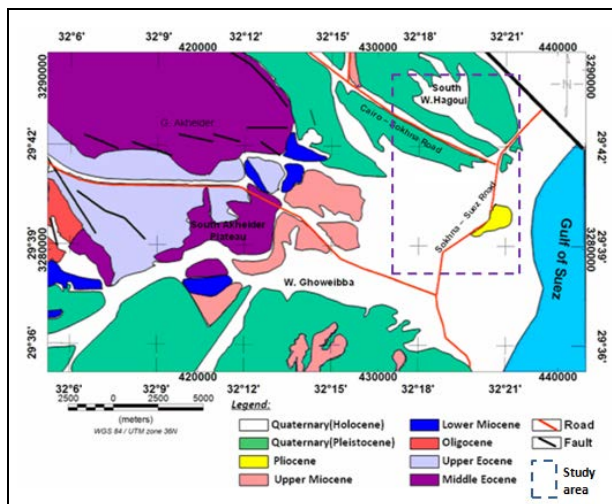 32°6' 32°9' 420000 32°12' 32°15' 430000 32°18' 32°21' 440000
3290000
29°42'
3280000
29°39'
29°36'
3290000
29°42'
29°39'
3280000
29°36'
N
South
W.Hagoul
Cairo – Sokhna Road
G. Akheider
Sokhna – Suez Road
South Akheider
Plateau
W. Ghoweibba
Gulf of Suez
32°6' 32°9' 420000 32°12' 32°15' 430000 32°18' 32°21' 440000
2500 0 2500 5000
(meters)
WGS 84 / UTM zone 36N
Legend:
Quaternary(Holocene) Lower Miocene Road
Quaternary(Pleistocene) Oligocene Fault
Pliocene Upper Eocene Study
Upper Miocene Middle Eocene area